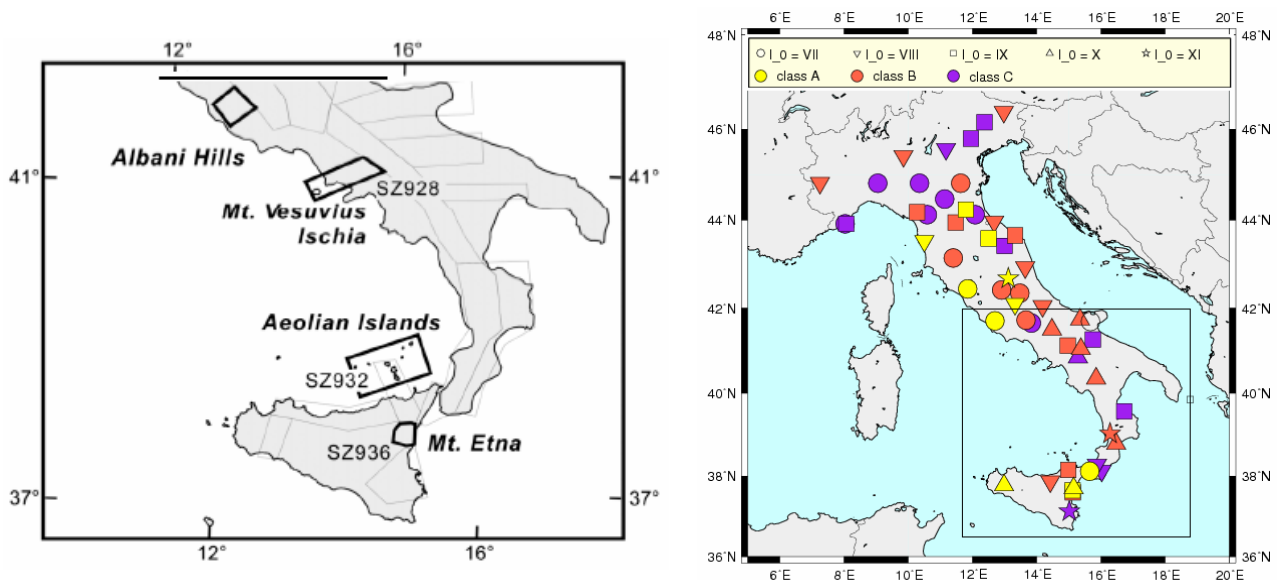 12° 16°
Albani Hills
41° SZ928 41°
Mt. Vesuvius
Ischia
Aeolian Islands
SZ932
Mt. Etna
SZ936
37° 37°
12° 16°
6˚E 8˚E 10˚E 12˚E 14˚E 16˚E 18˚E 20˚E
48˚N 48˚N
I_0 = VII I_0 = VIII I_0 = IX I_0 = X I_0 = XI
class A class B class C
46˚N 46˚N
44˚N 44˚N
42˚N 42˚N
40˚N 40˚N
38˚N 38˚N
36˚N 36˚N
6˚E 8˚E 10˚E 12˚E 14˚E 16˚E 18˚E 20˚E